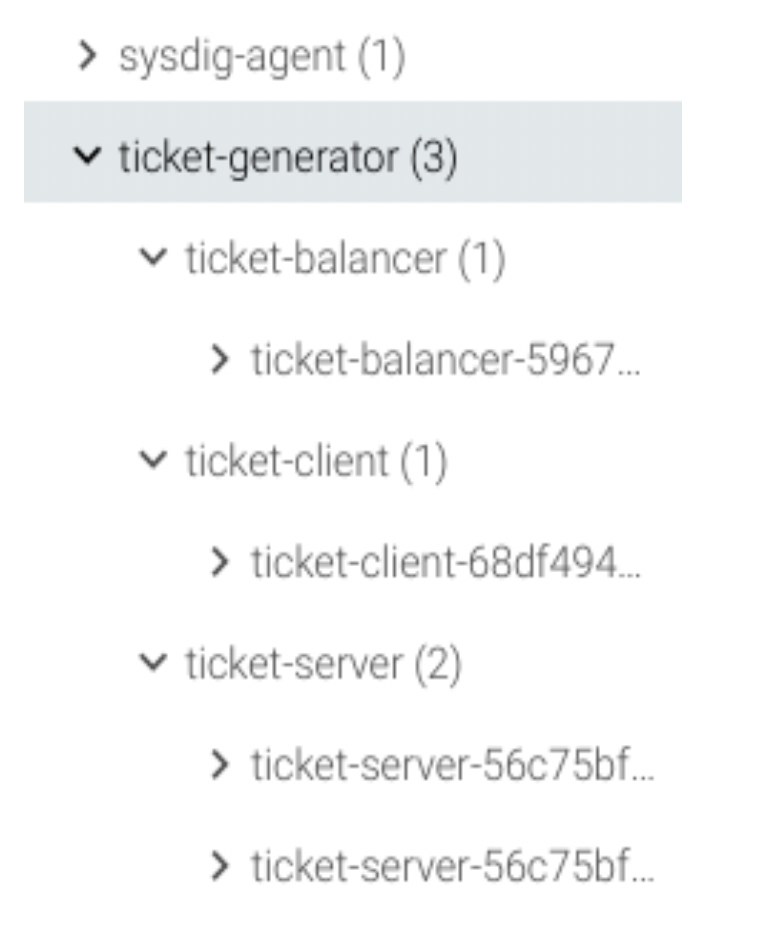 sysdig-agent (1)
ticket-generator (3)
ticket-balancer (1)
ticket-balancer-5967...
ticket-client (1)
ticket-client-68df494...
ticket-server (2)
ticket-server-56c75bf...
ticket-server-56c75bf...